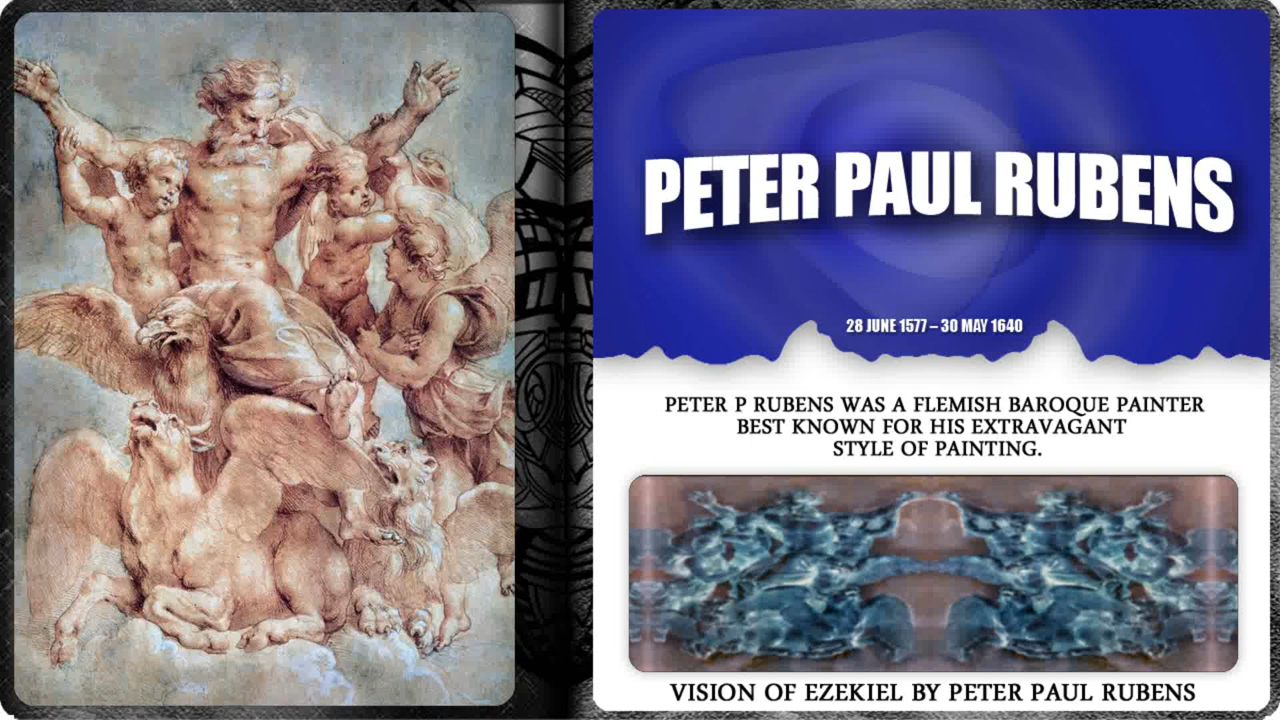 PETER PAUL RUBENS
28 JUNE 1577 – 30 MAY 1640
PETER P RUBENS WAS A FLEMISH BAROQUE PAINTER
BEST KNOWN FOR HIS EXTRAVAGANT
STYLE OF PAINTING.
VISION OF EZEKIEL BY PETER PAUL RUBENS